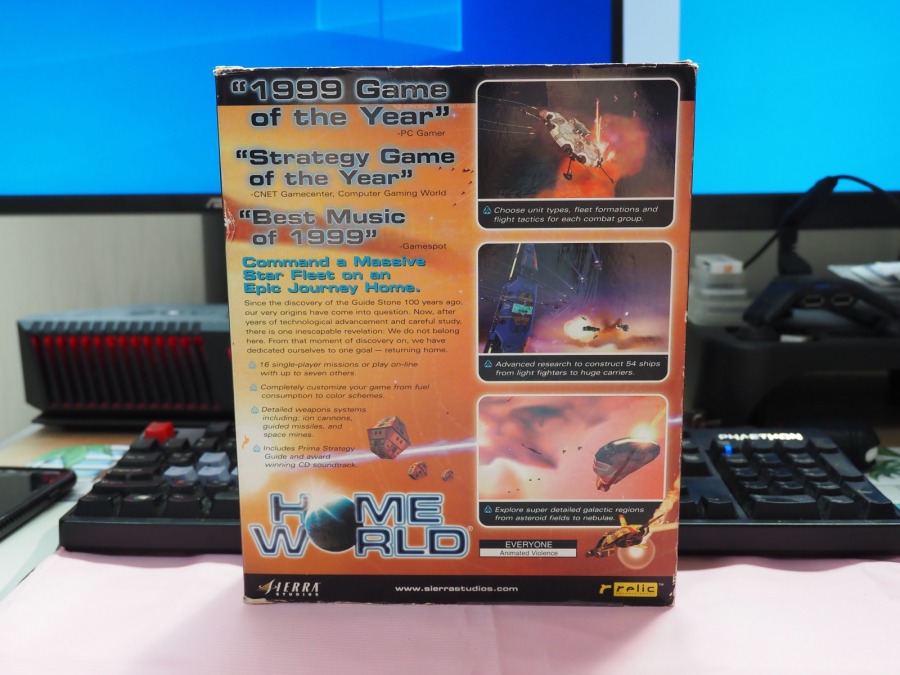 "1999 Game
of the Year"
-PC Gamer
"Strategy Game
of the Year"
-CNET Gamecenter, Computer Gaming World
"Best Music
of 1999"
-Gamespot
Command a Massive
Star Fleet on an
Epic Journey Home.
Since the discovery of the Guide Stone 100 years ago,
our very origins have come into question. Now, after
years of technological advancement and careful study,
there is one inescapable revelation: We do not belong
here. From that moment of discovery on, we have
dedicated ourselves to one goal — returning home.
16 single-player missions or play on-line
with up to seven others.
Completely customize your game from fuel
consumption to color schemes.
Detailed weapons systems
including: ion cannons,
guided missiles, and
space mines.
Includes Prima Strategy
Guide and award
winning CD soundtrack.
HOME
WORLD®
Choose unit types, fleet formations and
flight tactics for each combat group.
Advanced research to construct 54 ships
from light fighters to huge carriers.
Explore super detailed galactic regions
from asteroid fields to nebulae.
EVERYONE
Animated Violence
SIERRA
STUDIOS
www.sierrastudios.com
relic™
PHAETHON